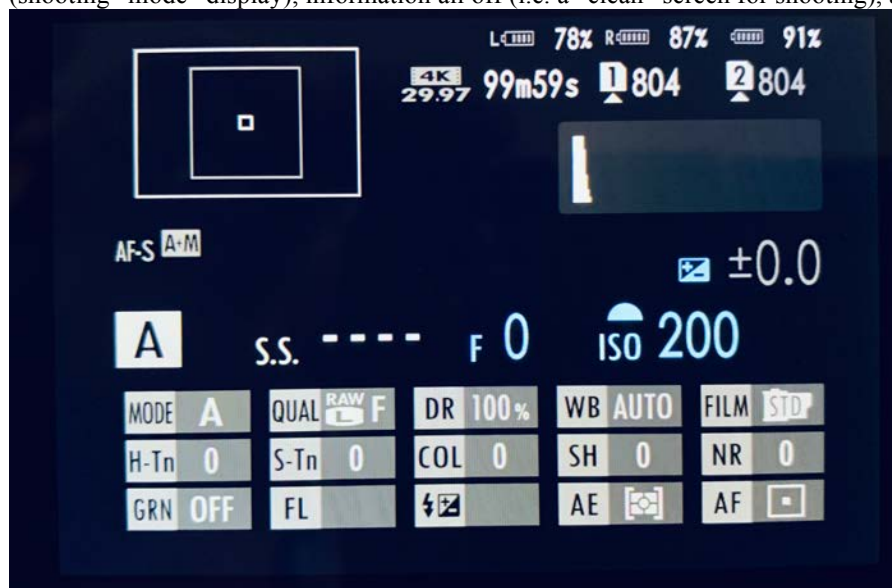 (shooting "mode" display), information all off (i.e. a "clean" screen for shooting),
L 78% R 87% 91%
4K 29.97 99m59s 1 804 2 804
AF-S A+M
±0.0
A S.S. ---- F 0 ISO 200
MODE A QUAL RAW L F DR 100% WB AUTO FILM STD
H-Tn 0 S-Tn 0 COL 0 SH 0 NR 0
GRN OFF FL AE AF